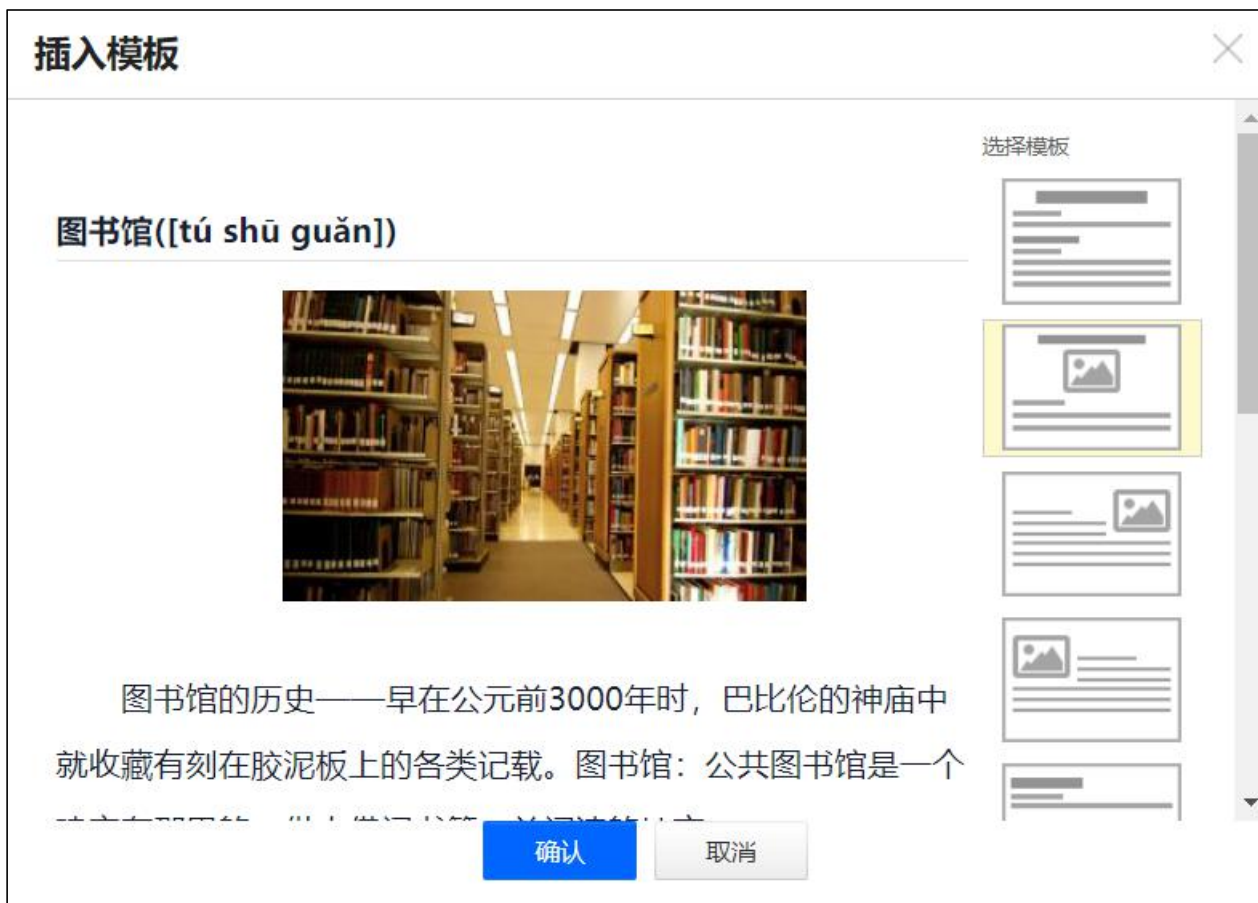 插入模板
选择模板
图书馆([tú shū guǎn])
图书馆的历史——早在公元前3000年时，巴比伦的神庙中
就收藏有刻在胶泥板上的各类记载。图书馆：公共图书馆是一个
确认
取消